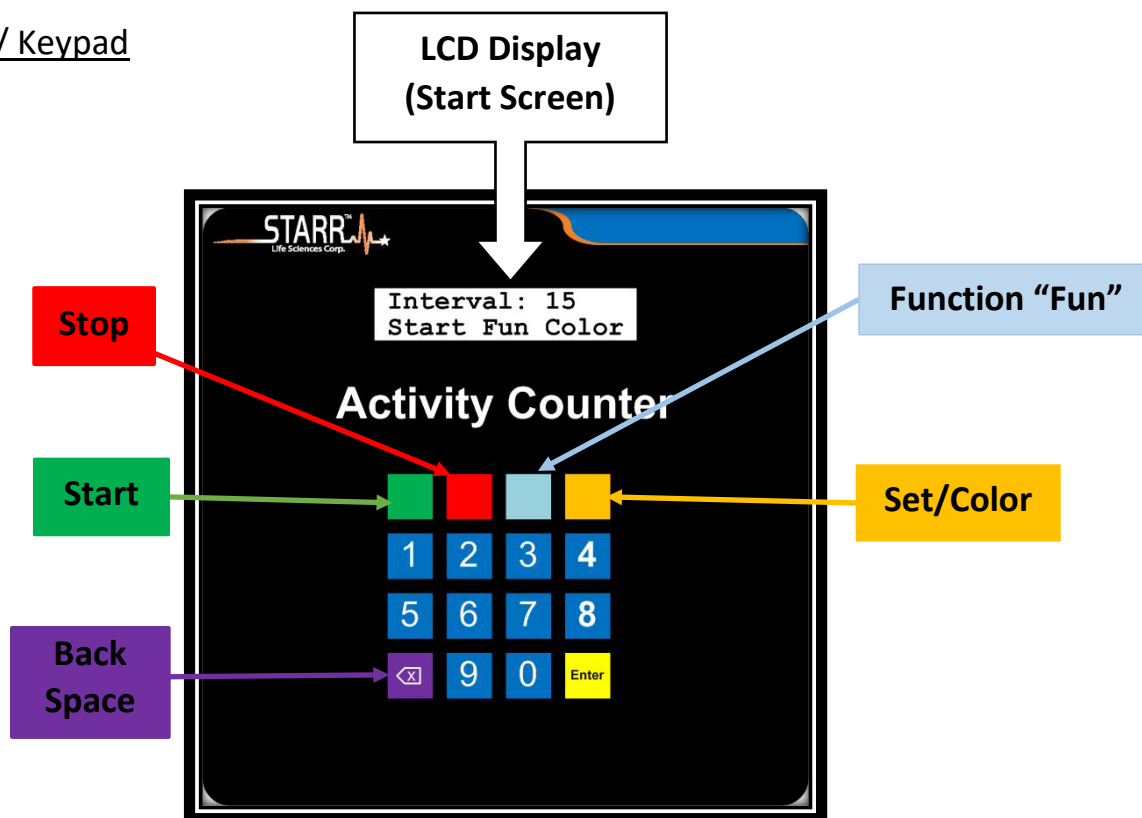 / Keypad
LCD Display
(Start Screen)
STARR™
Life Sciences Corp.
Interval: 15
Start Fun Color
Function “Fun”
Stop
Activity Counter
Start
Set/Color
1 2 3 4
5 6 7 8
Back
Space
X 9 0 Enter